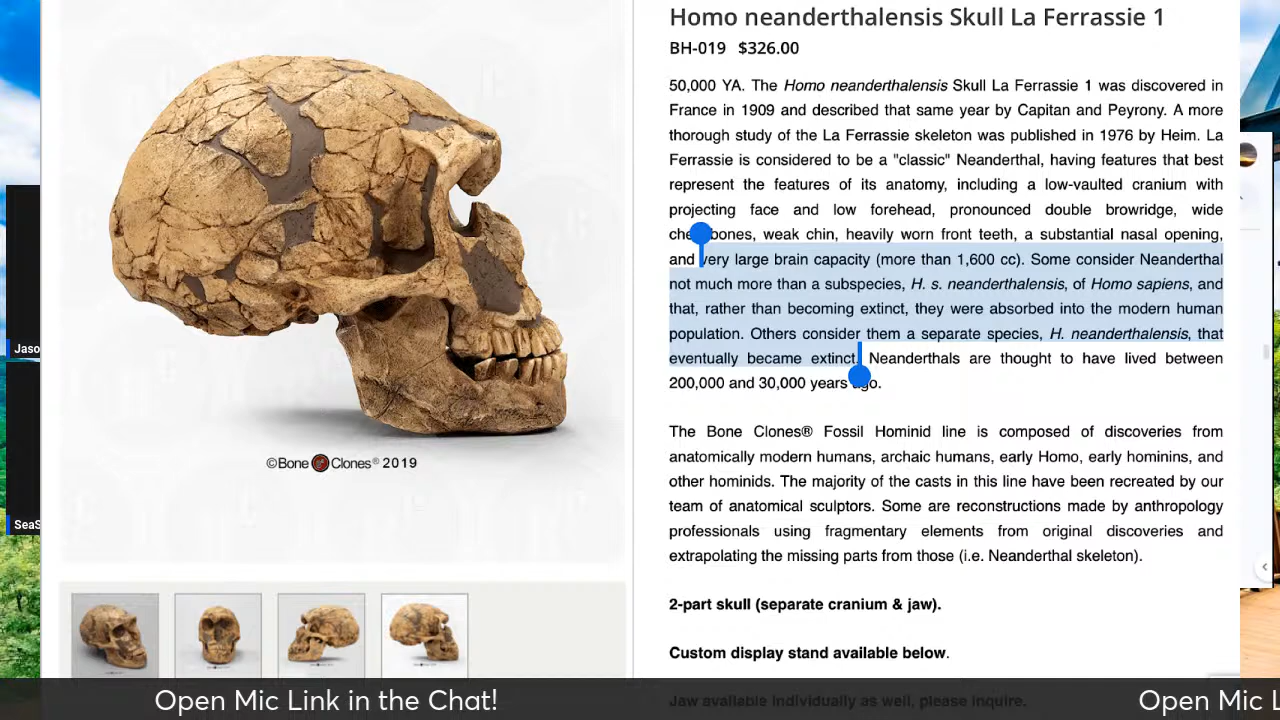 Homo neanderthalensis Skull La Ferrassie 1
BH-019 $326.00
50,000 YA. The Homo neanderthalensis Skull La Ferrassie 1 was discovered in
France in 1909 and described that same year by Capitan and Peyrony. A more
thorough study of the La Ferrassie skeleton was published in 1976 by Heim. La
Ferrassie is considered to be a "classic" Neanderthal, having features that best
represent the features of its anatomy, including a low-vaulted cranium with
projecting face and low forehead, pronounced double browridge, wide
bones, weak chin, heavily worn front teeth, a substantial nasal opening,
and very large brain capacity (more than 1,600 cc). Some consider Neanderthal
not much more than a subspecies, H. s. neanderthalensis, of Homo sapiens, and
that, rather than becoming extinct, they were absorbed into the modern human
population. Others consider them a separate species, H. neanderthalensis, that
eventually became extinct. Neanderthals are thought to have lived between
200,000 and 30,000 years ago.
The Bone Clones® Fossil Hominid line is composed of discoveries from
anatomically modern humans, archaic humans, early Homo, early hominins, and
other hominids. The majority of the casts in this line have been recreated by our
team of anatomical sculptors. Some are reconstructions made by anthropology
professionals using fragmentary elements from original discoveries and
extrapolating the missing parts from those (i.e. Neanderthal skeleton).
2-part skull (separate cranium & jaw).
Custom display stand available below.
Jaw available individually as well, please inquire.
©Bone Clones® 2019
Jaso
SeaS
Open Mic Link in the Chat!
Open Mic L